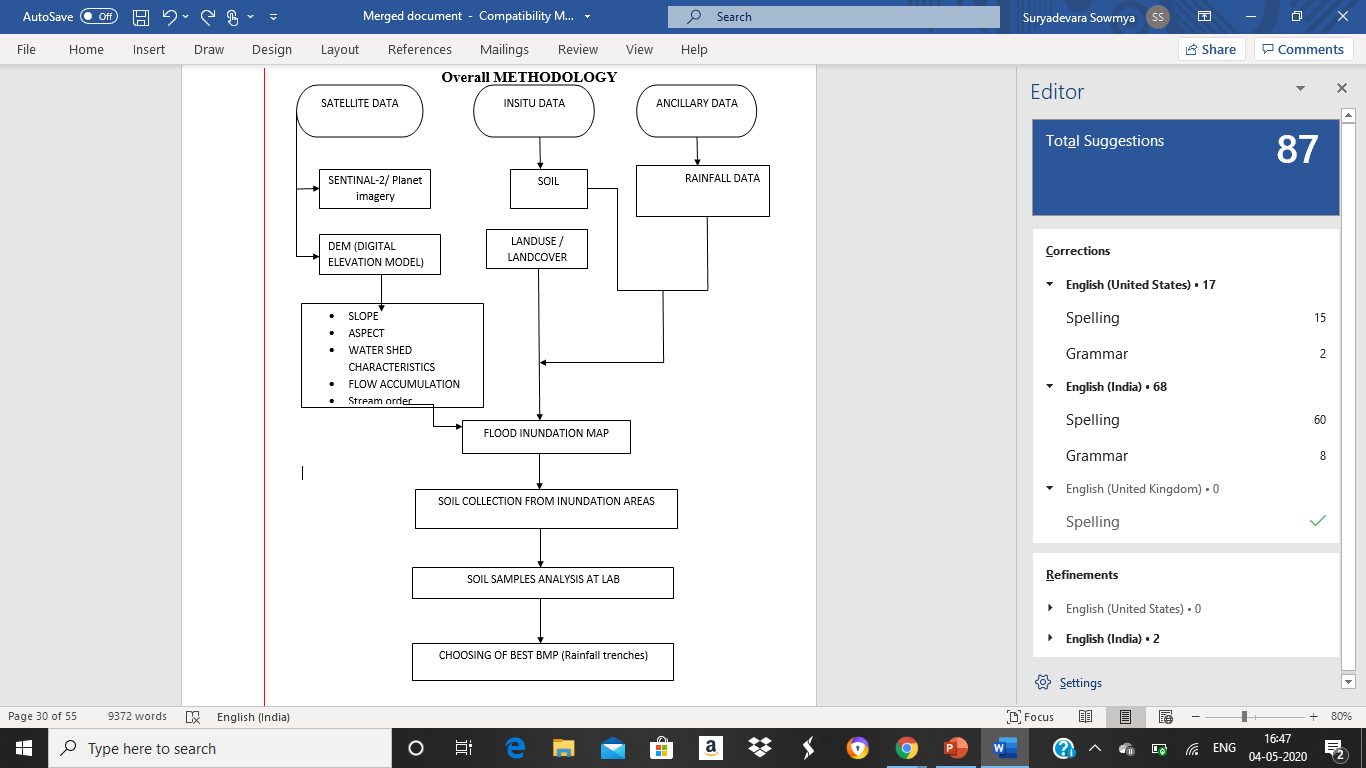 AutoSave Off
Merged document - Compatibility M...
Search
Suryadevara Sowmya SS
File Home Insert Draw Design Layout References Mailings Review View Help
Share Comments
Overall METHODOLOGY
SATELLITE DATA
INSITU DATA
ANCILLARY DATA
SENTINAL-2/ Planet
imagery
SOIL
RAINFALL DATA
DEM (DIGITAL
ELEVATION MODEL)
LANDUSE /
LANDCOVER
• SLOPE
• ASPECT
• WATER SHED
CHARACTERISTICS
• FLOW ACCUMULATION
• Stream order
FLOOD INUNDATION MAP
SOIL COLLECTION FROM INUNDATION AREAS
SOIL SAMPLES ANALYSIS AT LAB
CHOOSING OF BEST BMP (Rainfall trenches)
Editor
Total Suggestions 87
Corrections
English (United States) • 17
Spelling 15
Grammar 2
English (India) • 68
Spelling 60
Grammar 8
English (United Kingdom) • 0
Spelling
Refinements
English (United States) • 0
English (India) • 2
Settings
Page 30 of 55 9372 words English (India)
Focus
80%
Type here to search
ENG
16:47
04-05-2020
2